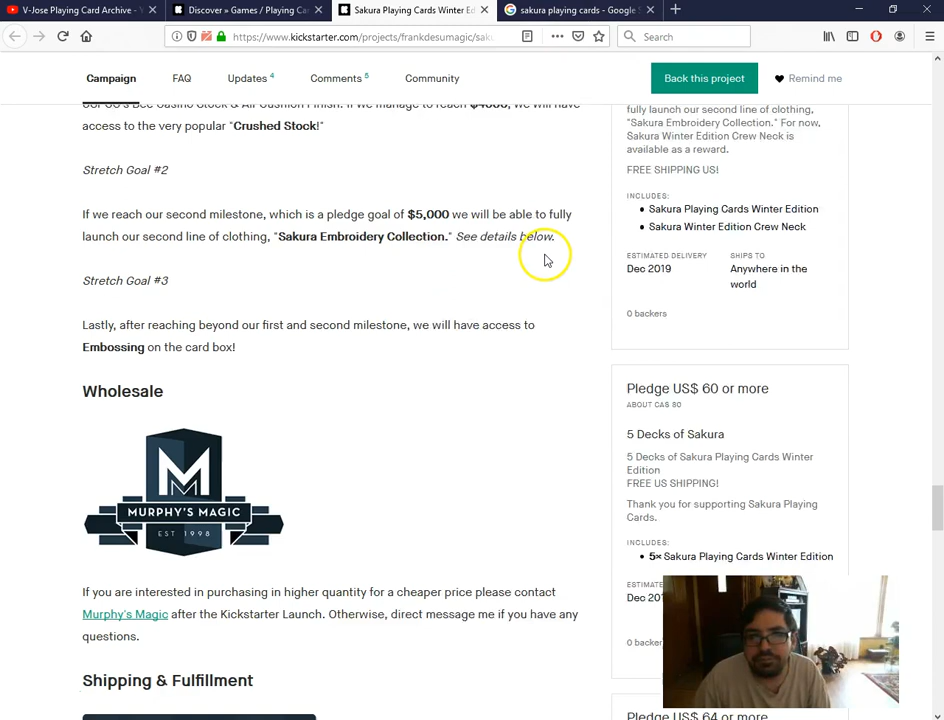 V-Jose Playing Card Archive - Y
Discover » Games / Playing Ca
Sakura Playing Cards Winter Ed
sakura playing cards - Google S
https://www.kickstarter.com/projects/frankdesumagic/sak
Search
Campaign
FAQ
Updates 4
Comments 5
Community
Back this project
Remind me
access to the very popular "Crushed Stock!"
Stretch Goal #2
If we reach our second milestone, which is a pledge goal of $5,000 we will be able to fully
launch our second line of clothing, "Sakura Embroidery Collection." See details below.
Stretch Goal #3
Lastly, after reaching beyond our first and second milestone, we will have access to
Embossing on the card box!
Wholesale
M
MURPHY'S MAGIC
EST 1998
If you are interested in purchasing in higher quantity for a cheaper price please contact
Murphy's Magic after the Kickstarter Launch. Otherwise, direct message me if you have any
questions.
Shipping & Fulfillment
fully launch our second line of clothing,
"Sakura Embroidery Collection." For now,
Sakura Winter Edition Crew Neck is
available as a reward.
FREE SHIPPING US!
INCLUDES:
• Sakura Playing Cards Winter Edition
• Sakura Winter Edition Crew Neck
ESTIMATED DELIVERY
Dec 2019
SHIPS TO
Anywhere in the
world
0 backers
Pledge US$ 60 or more
ABOUT CA$ 80
5 Decks of Sakura
5 Decks of Sakura Playing Cards Winter
Edition
FREE US SHIPPING!
Thank you for supporting Sakura Playing
Cards.
INCLUDES:
• 5× Sakura Playing Cards Winter Edition
ESTIMATE
Dec 201
0 backe
Pledge US$ 64 or more